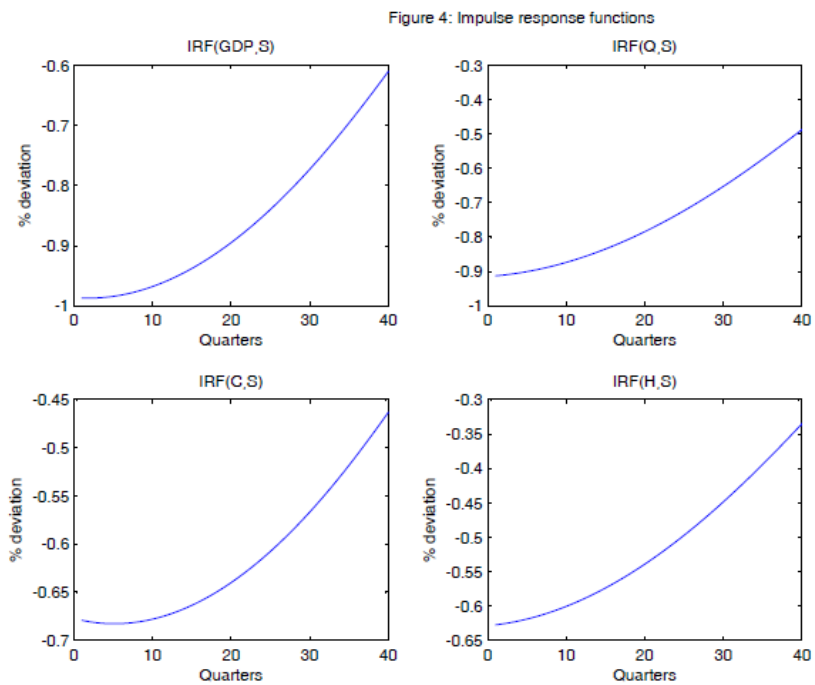 Figure 4: Impulse response functions
IRF(GDP,S)
-0.6
-0.7
-0.8
-0.9
-1
% deviation
0 10 20 30 40
Quarters
IRF(Q,S)
-0.3
-0.4
-0.5
-0.6
-0.7
-0.8
-0.9
-1
% deviation
0 10 20 30 40
Quarters
IRF(C,S)
-0.45
-0.5
-0.55
-0.6
-0.65
-0.7
% deviation
0 10 20 30 40
Quarters
IRF(H,S)
-0.3
-0.35
-0.4
-0.45
-0.5
-0.55
-0.6
-0.65
% deviation
0 10 20 30 40
Quarters